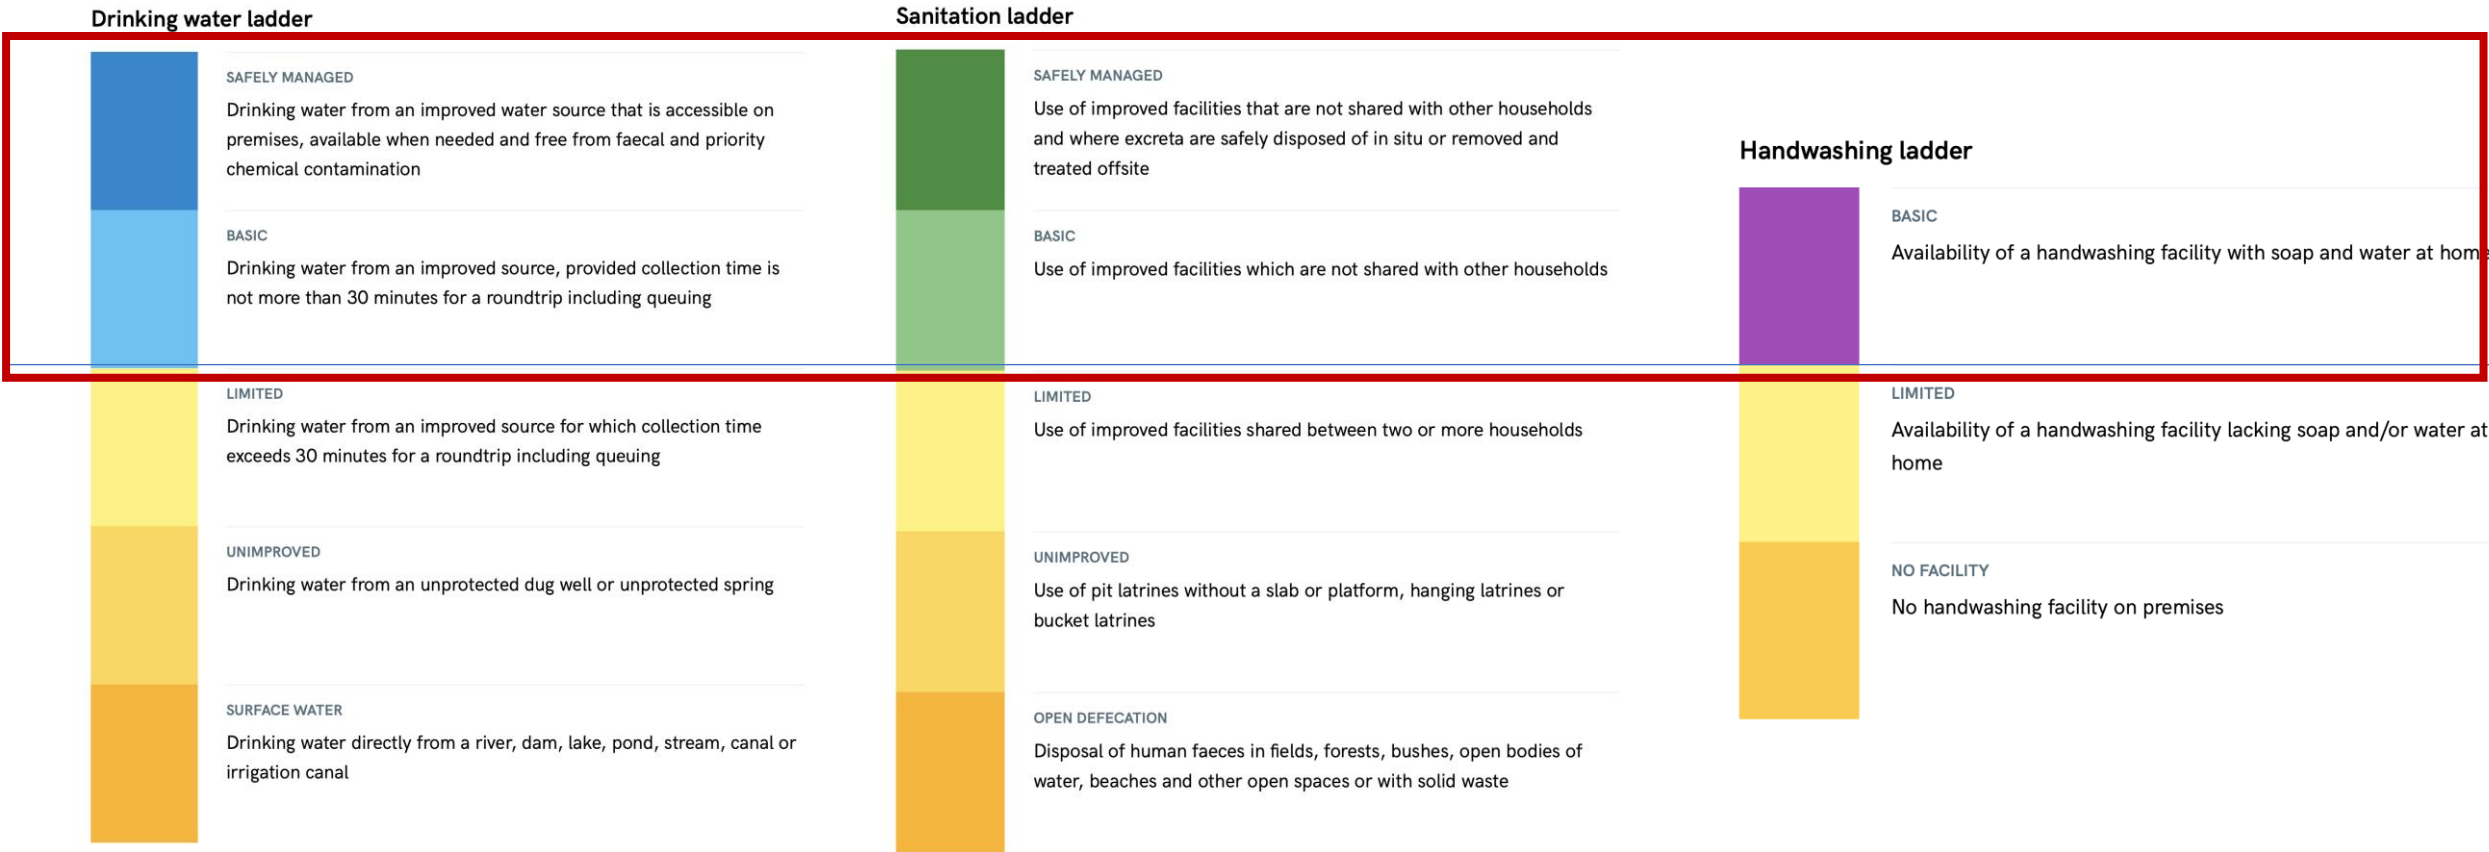 Drinking water ladder
SAFELY MANAGED
Drinking water from an improved water source that is accessible on
premises, available when needed and free from faecal and priority
chemical contamination
BASIC
Drinking water from an improved source, provided collection time is
not more than 30 minutes for a roundtrip including queuing
LIMITED
Drinking water from an improved source for which collection time
exceeds 30 minutes for a roundtrip including queuing
UNIMPROVED
Drinking water from an unprotected dug well or unprotected spring
SURFACE WATER
Drinking water directly from a river, dam, lake, pond, stream, canal or
irrigation canal
Sanitation ladder
SAFELY MANAGED
Use of improved facilities that are not shared with other households
and where excreta are safely disposed of in situ or removed and
treated offsite
BASIC
Use of improved facilities which are not shared with other households
LIMITED
Use of improved facilities shared between two or more households
UNIMPROVED
Use of pit latrines without a slab or platform, hanging latrines or
bucket latrines
OPEN DEFECATION
Disposal of human faeces in fields, forests, bushes, open bodies of
water, beaches and other open spaces or with solid waste
Handwashing ladder
BASIC
Availability of a handwashing facility with soap and water at home
LIMITED
Availability of a handwashing facility lacking soap and/or water at
home
NO FACILITY
No handwashing facility on premises